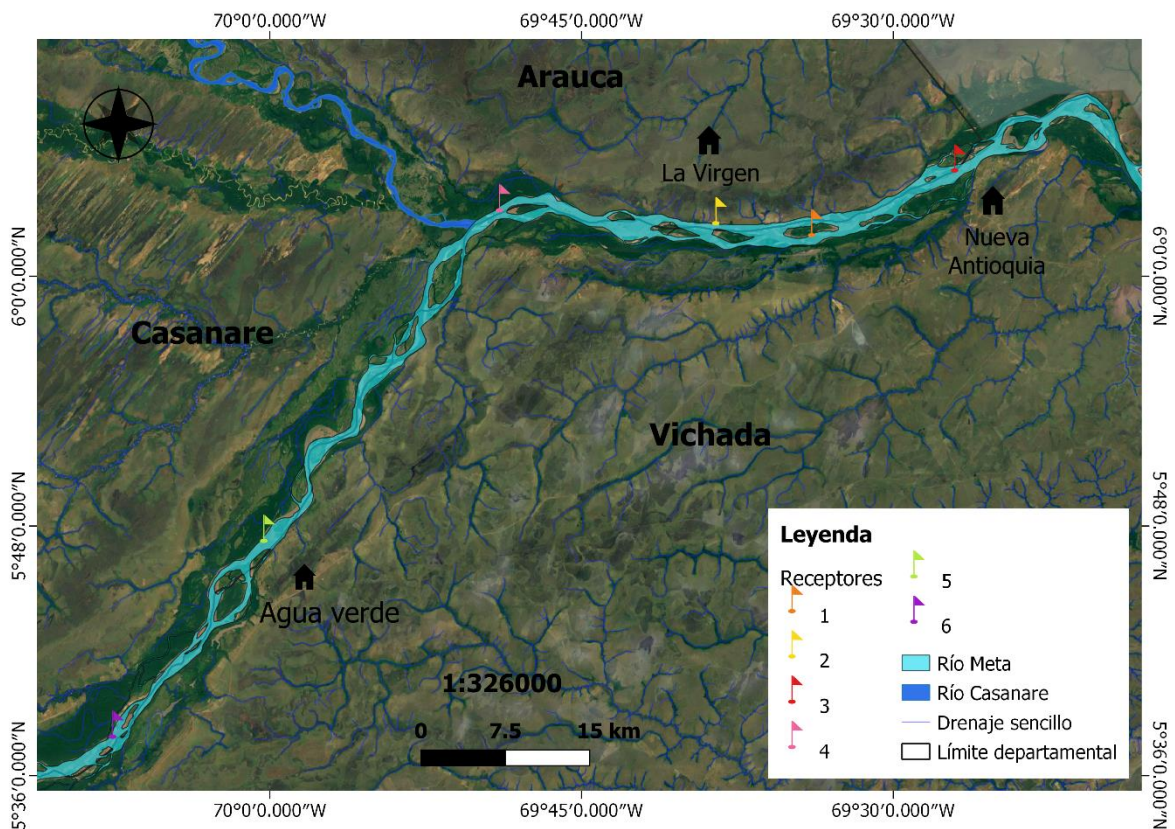 70°0′0.000″W 69°45′0.000″W 69°30′0.000″W
Arauca
La Virgen
Nueva
Antioquia
6°0′0.000″N
6°0′0.000″N
Casanare
Vichada
5°48′0.000″N
5°48′0.000″N
Agua verde
1:326000
0 7.5 15 km
Leyenda
Receptores
1
2
3
4
5
6
Río Meta
Río Casanare
Drenaje sencillo
Límite departamental
5°36′0.000″N
5°36′0.000″N
70°0′0.000″W 69°45′0.000″W 69°30′0.000″W